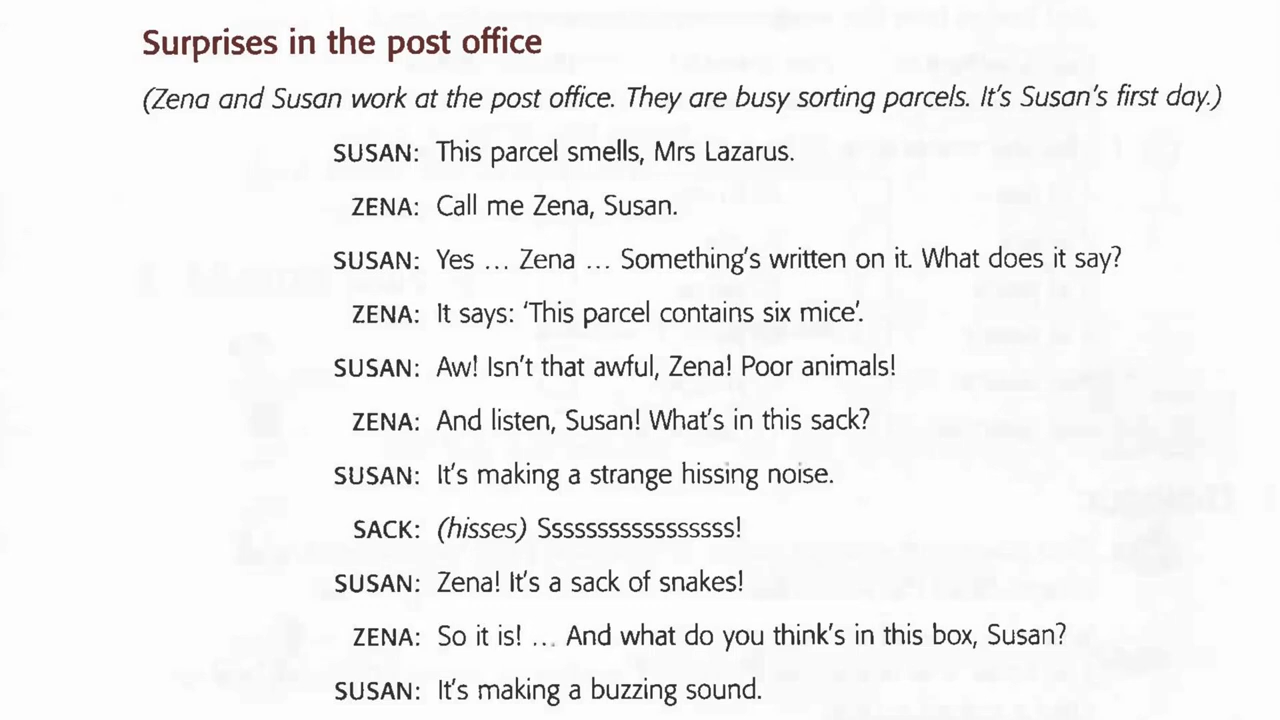 Surprises in the post office
(Zena and Susan work at the post office. They are busy sorting parcels. It's Susan's first day.)
SUSAN: This parcel smells, Mrs Lazarus.
ZENA: Call me Zena, Susan.
SUSAN: Yes ... Zena ... Something's written on it. What does it say?
ZENA: It says: 'This parcel contains six mice'.
SUSAN: Aw! Isn't that awful, Zena! Poor animals!
ZENA: And listen, Susan! What's in this sack?
SUSAN: It's making a strange hissing noise.
SACK: (hisses) Ssssssssssssssss!
SUSAN: Zena! It's a sack of snakes!
ZENA: So it is! ... And what do you think's in this box, Susan?
SUSAN: It's making a buzzing sound.